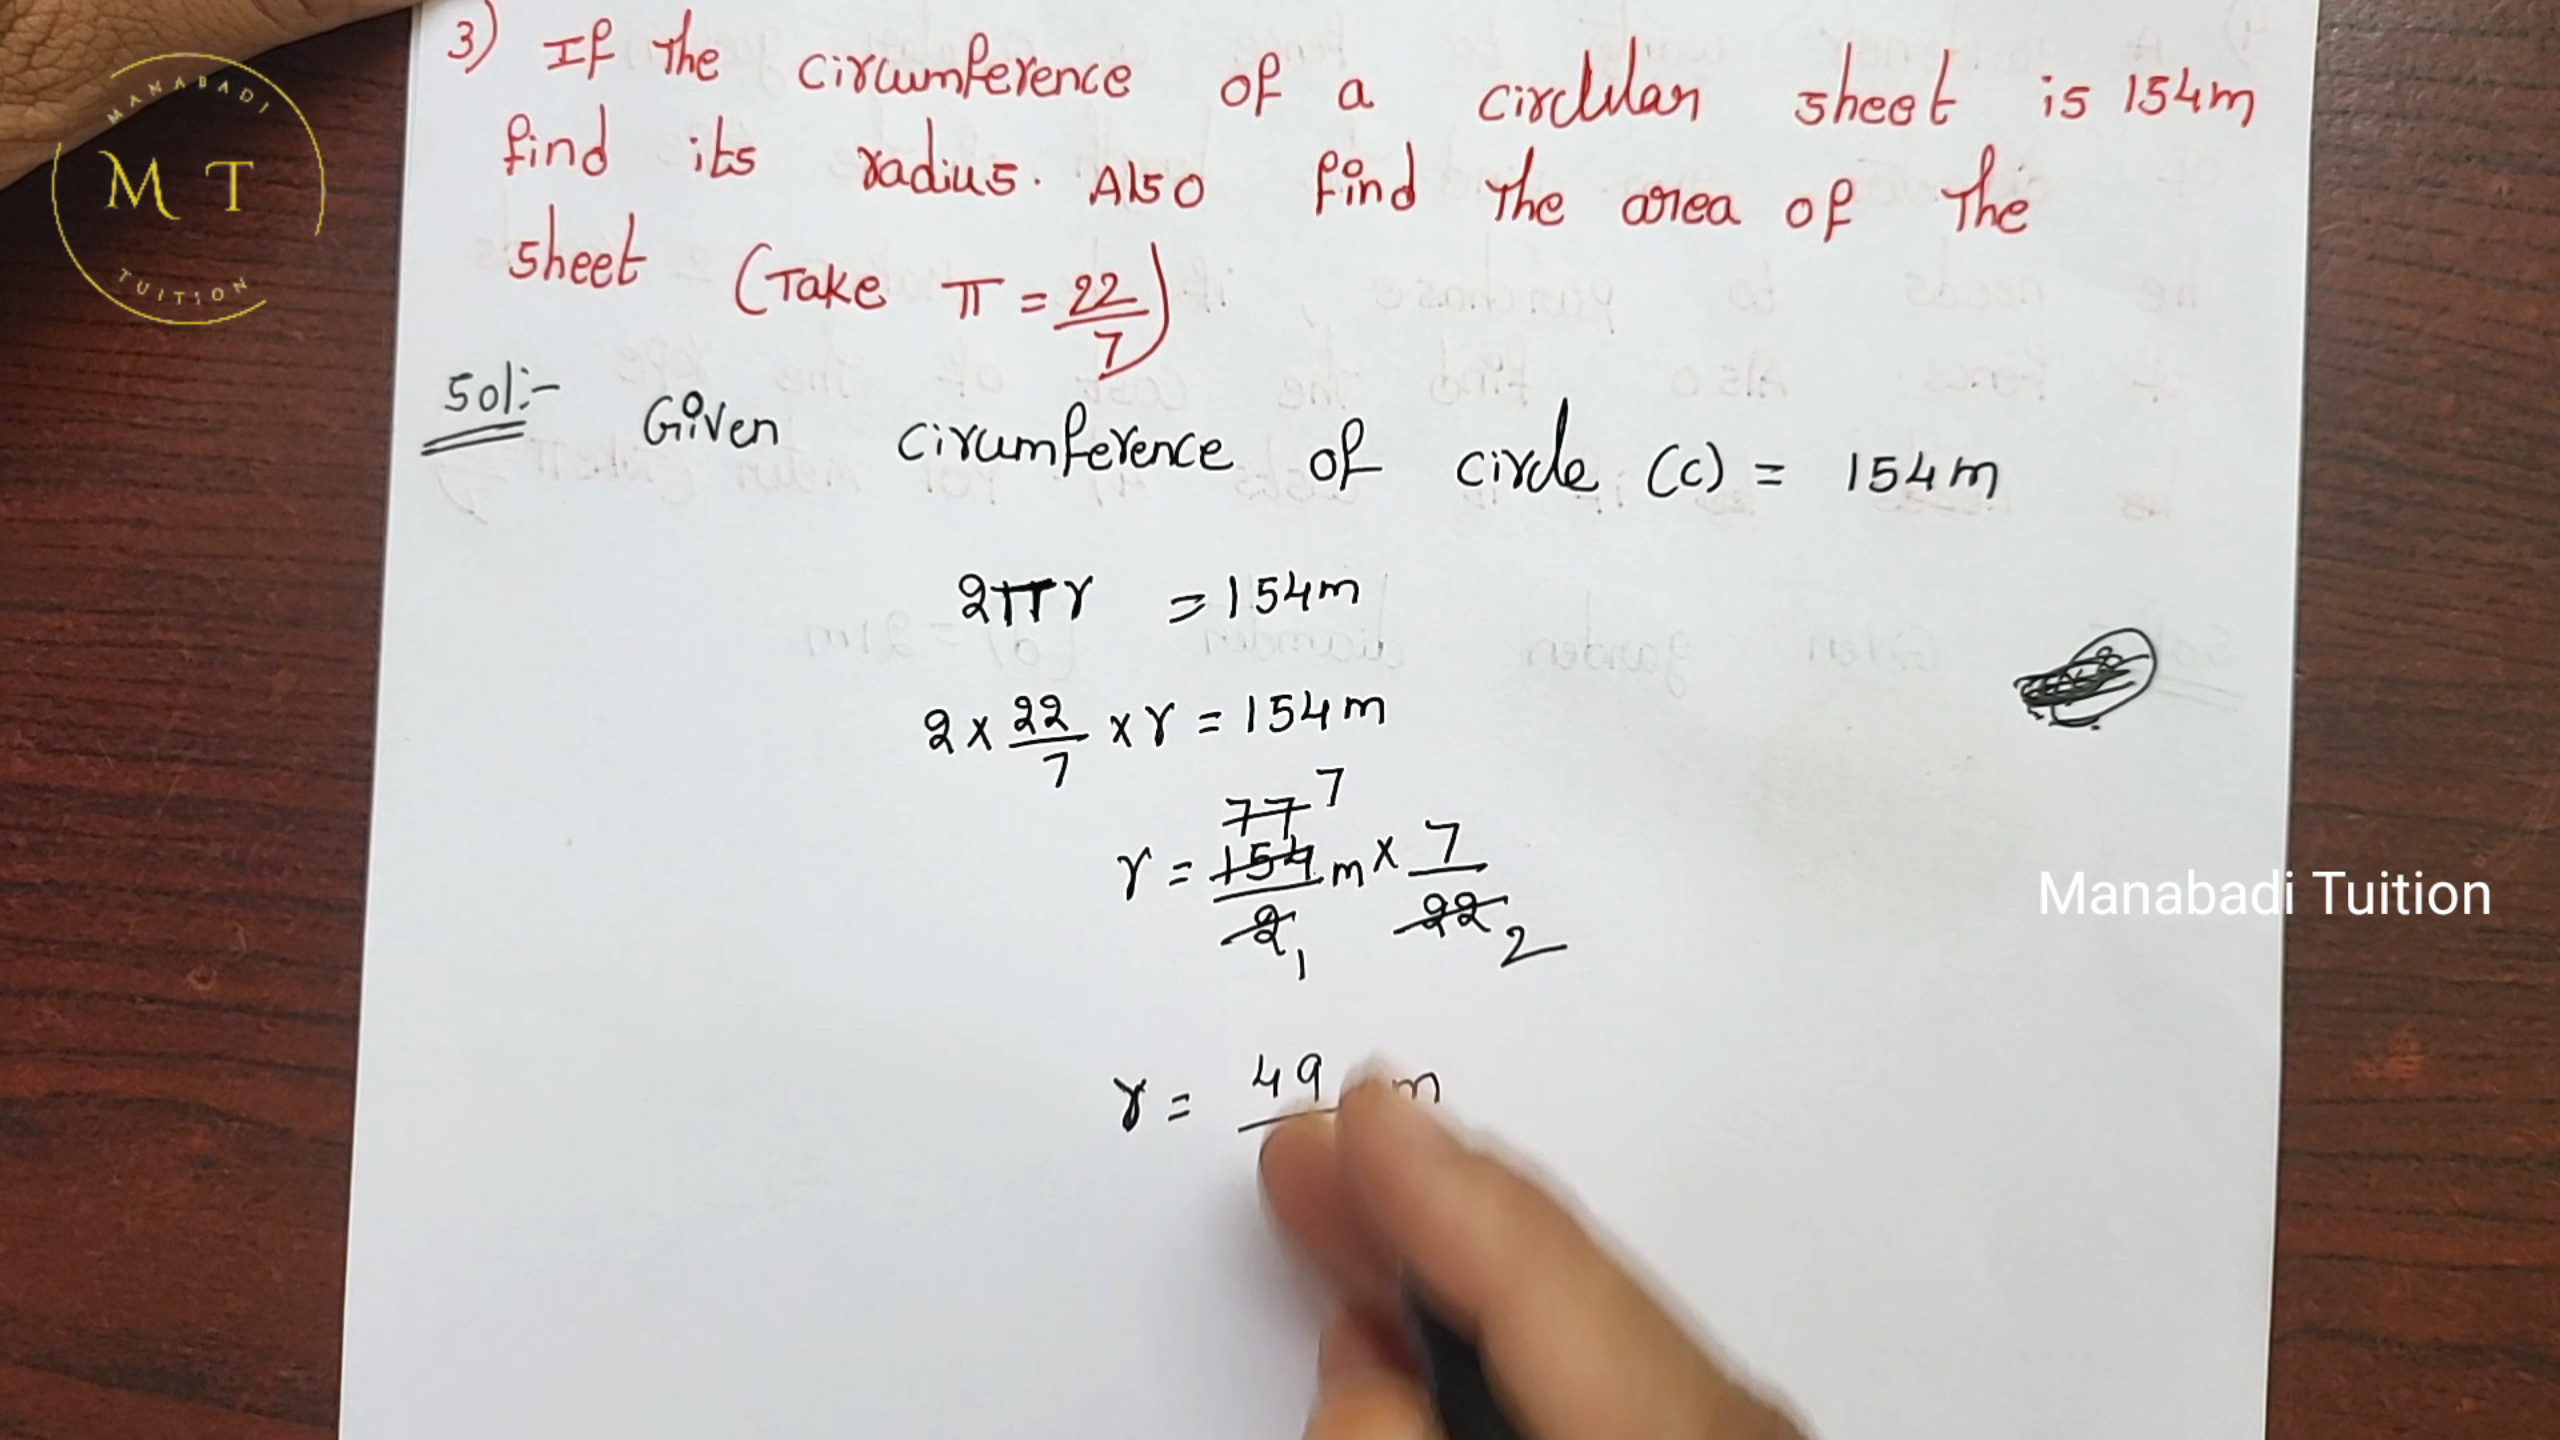 MANABADI
M T
TUITION
3) If the circumference of a circular sheet is 154m
find its radius. Also find the area of the
sheet (Take π = 22/7)
Sol:- Given circumference of circle (c) = 154m
2πr = 154m
2 × 22/7 × r = 154m
77 7
r = 154/2 m × 7/22
1 2
r = 49 m
Manabadi Tuition